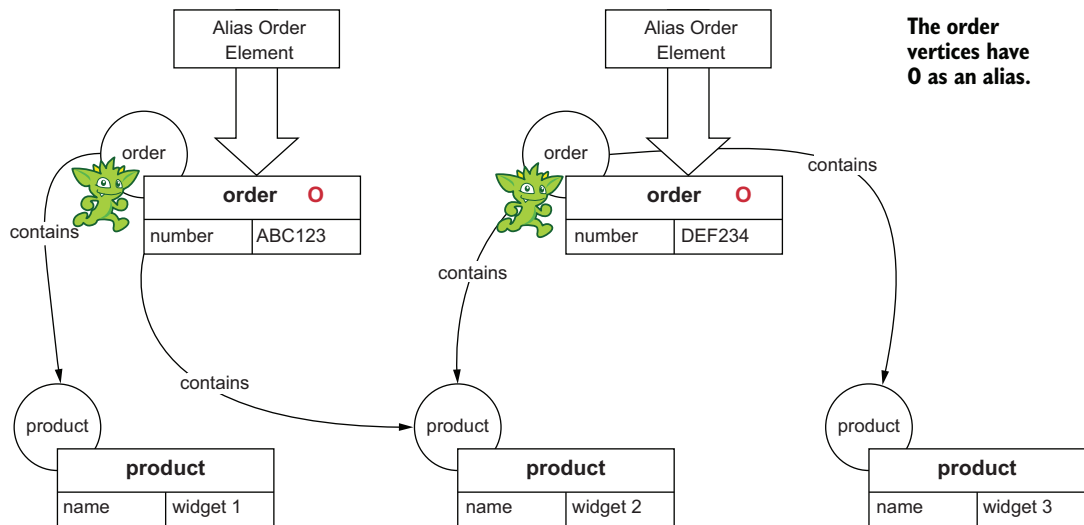 Alias Order
Element
Alias Order
Element
The order
vertices have
O as an alias.
order
order
contains
order O
order O
number ABC123
number DEF234
contains
contains
contains
product
product
product
product
product
product
name widget 1
name widget 2
name widget 3